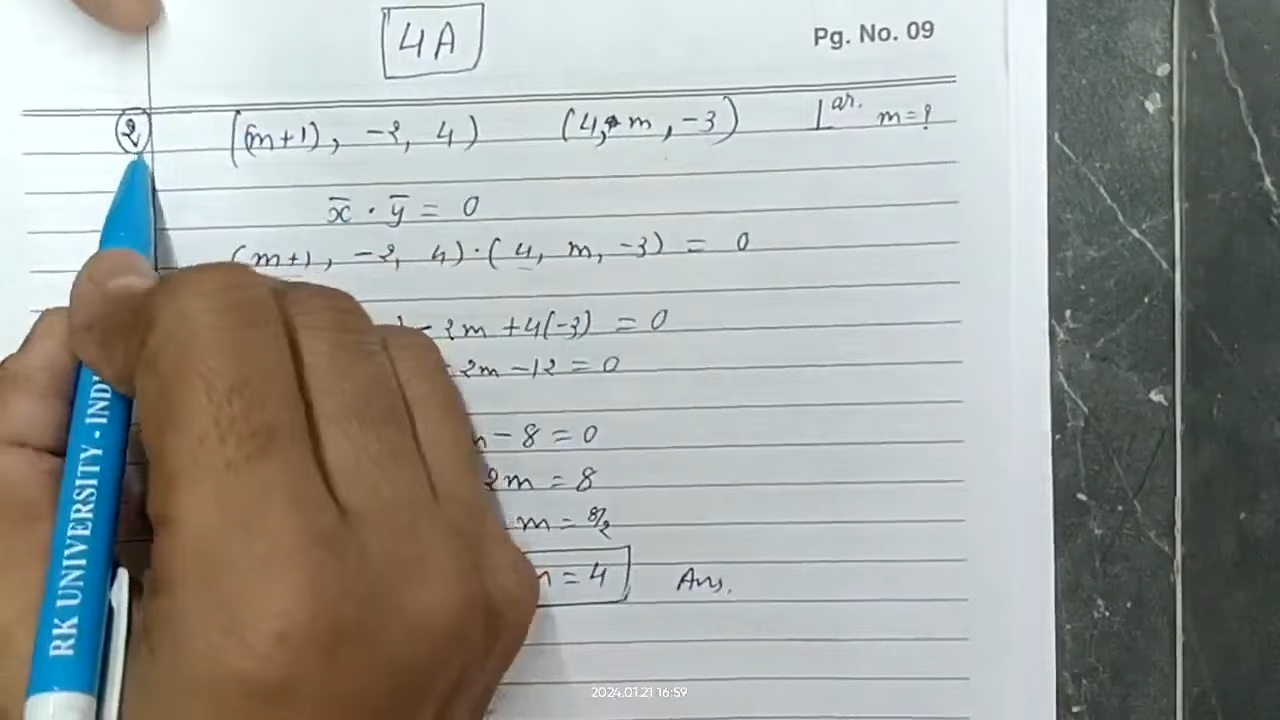 4A
Pg. No. 09
2 (m+1), -2, 4) (4, m, -3) ⊥ar. m=?
x̄ · ȳ = 0
(m+1, -2, 4)·(4, m, -3) = 0
- 2m +4(-3) = 0
2m -12 = 0
- 8 = 0
2m = 8
m = 8/2
= 4 Ans.
RK UNIVERSITY - IND
2024.01.21 16:59